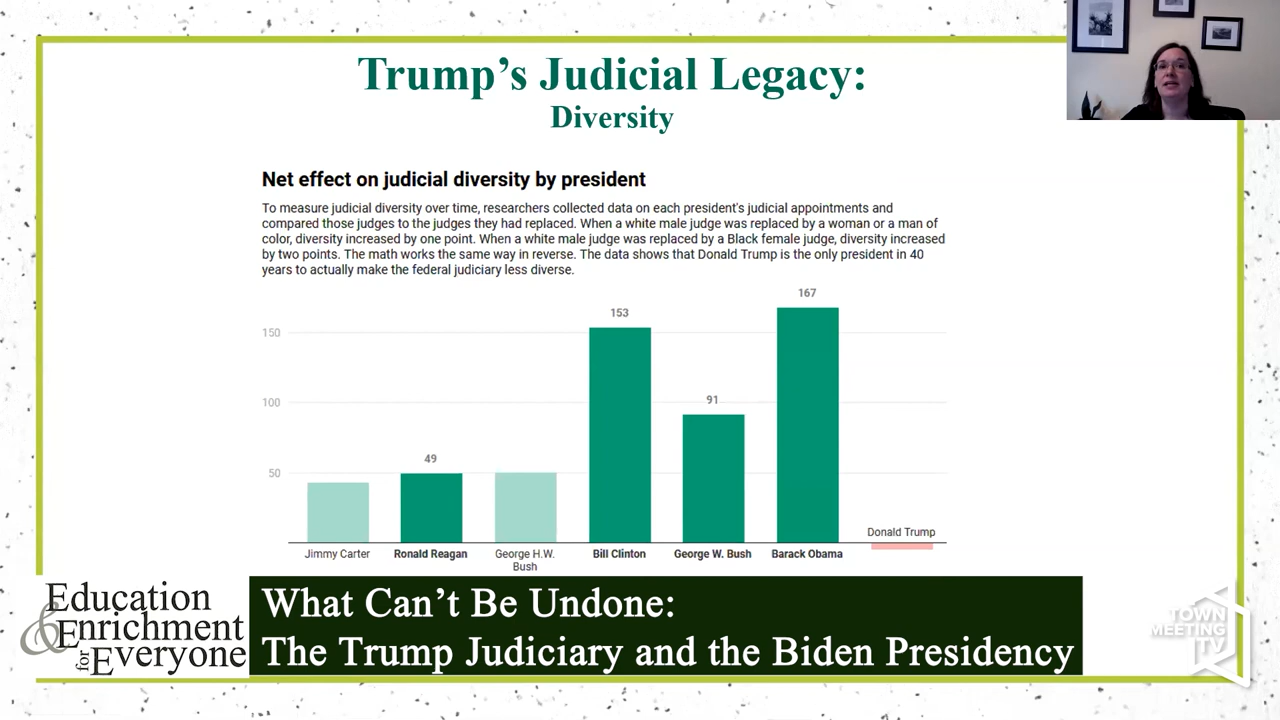 Trump’s Judicial Legacy:
Diversity
Net effect on judicial diversity by president
To measure judicial diversity over time, researchers collected data on each president's judicial appointments and
compared those judges to the judges they had replaced. When a white male judge was replaced by a woman or a man of
color, diversity increased by one point. When a white male judge was replaced by a Black female judge, diversity increased
by two points. The math works the same way in reverse. The data shows that Donald Trump is the only president in 40
years to actually make the federal judiciary less diverse.
167
153
150
100
91
50
49
Donald Trump
Jimmy Carter
Ronald Reagan
George H.W.
Bush
Bill Clinton
George W. Bush
Barack Obama
Education
& Enrichment
for Everyone
What Can’t Be Undone:
The Trump Judiciary and the Biden Presidency
TOWN
MEETING
TV